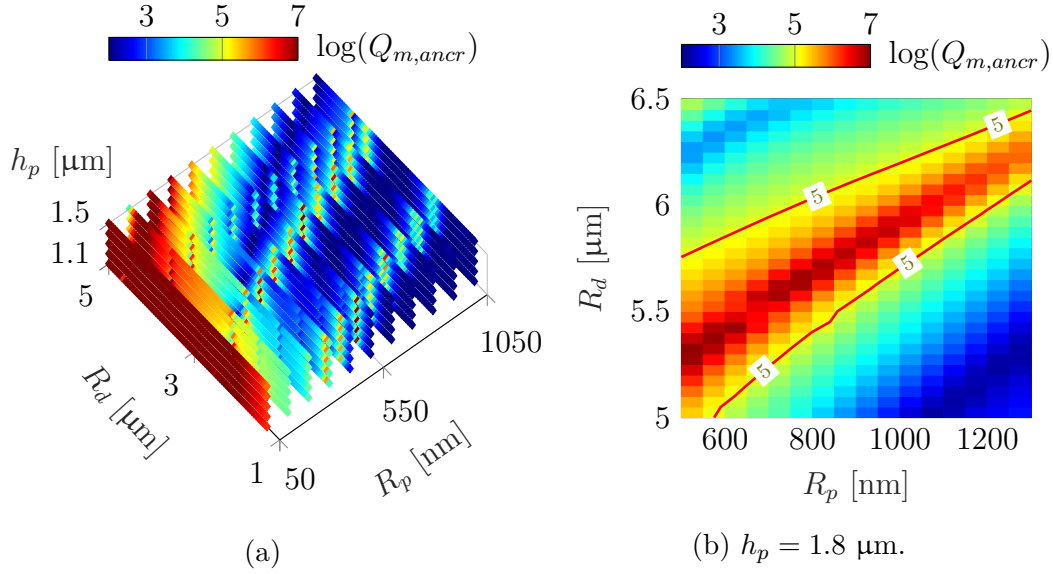 3 5 7
log(Q_{m,ancr})
h_p [μm]
1.5
1.1
5
3
1
R_d [μm]
50
550
1050
R_p [nm]
(a)
3 5 7
log(Q_{m,ancr})
6.5
6
5.5
5
R_d [μm]
5
5
5
5
600 800 1000 1200
R_p [nm]
(b) h_p = 1.8 μm.